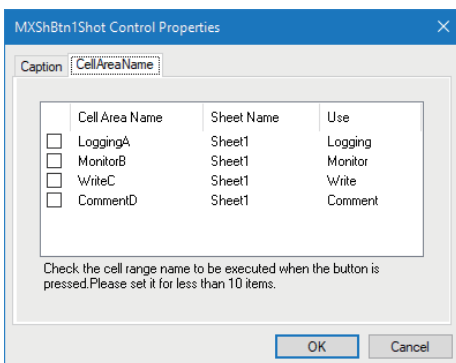 MXShBtn1Shot Control Properties
Caption CellAreaName
Cell Area Name Sheet Name Use
LoggingA Sheet1 Logging
MonitorB Sheet1 Monitor
WriteC Sheet1 Write
CommentD Sheet1 Comment
Check the cell range name to be executed when the button is
pressed.Please set it for less than 10 items.
OK Cancel